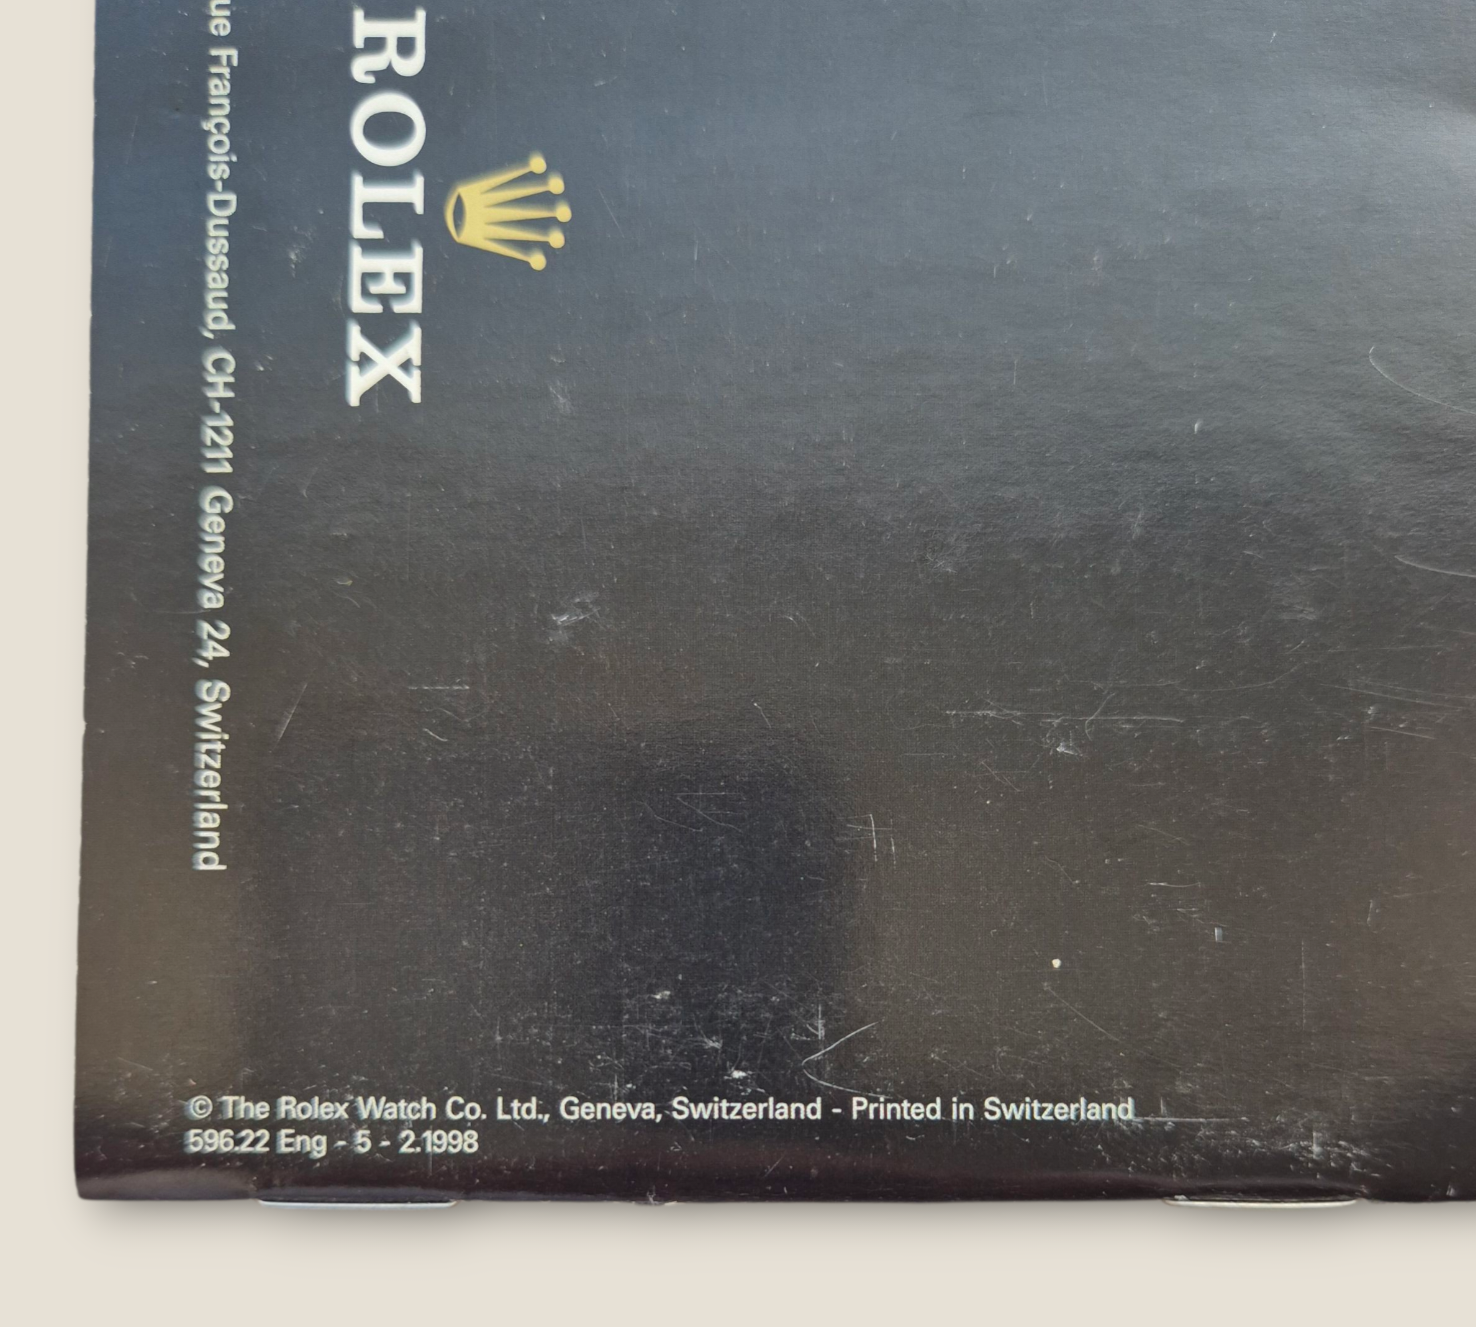 ROLEX
François-Dussaud, CH-1211 Geneva 24, Switzerland
© The Rolex Watch Co. Ltd., Geneva, Switzerland - Printed in Switzerland
596.22 Eng - 5 - 2.1998